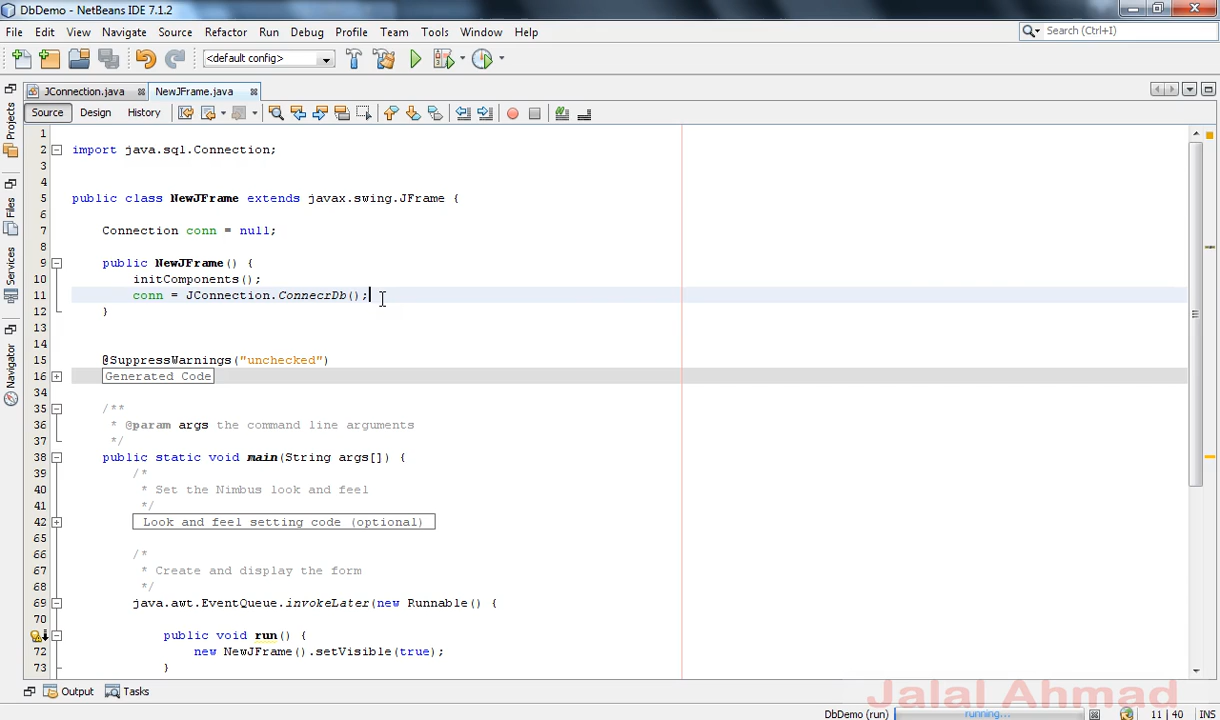 DbDemo - NetBeans IDE 7.1.2
File Edit View Navigate Source Refactor Run Debug Profile Team Tools Window Help
Search (Ctrl+I)
<default config>
JConnection.java NewJFrame.java
Source Design History
Projects
Files
Services
Navigator
1
2 import java.sql.Connection;
3
4
5 public class NewJFrame extends javax.swing.JFrame {
6
7 Connection conn = null;
8
9 public NewJFrame() {
10 initComponents();
11 conn = JConnection.ConnecrDb();
12 }
13
14
15 @SuppressWarnings("unchecked")
16 Generated Code
34
35 /**
36 * @param args the command line arguments
37 */
38 public static void main(String args[]) {
39 /*
40 * Set the Nimbus look and feel
41 */
42 Look and feel setting code (optional)
65
66 /*
67 * Create and display the form
68 */
69 java.awt.EventQueue.invokeLater(new Runnable() {
70
public void run() {
72 new NewJFrame().setVisible(true);
73 }
Output Tasks
Jalal Ahmad
DbDemo (run) running... 11 | 40 INS